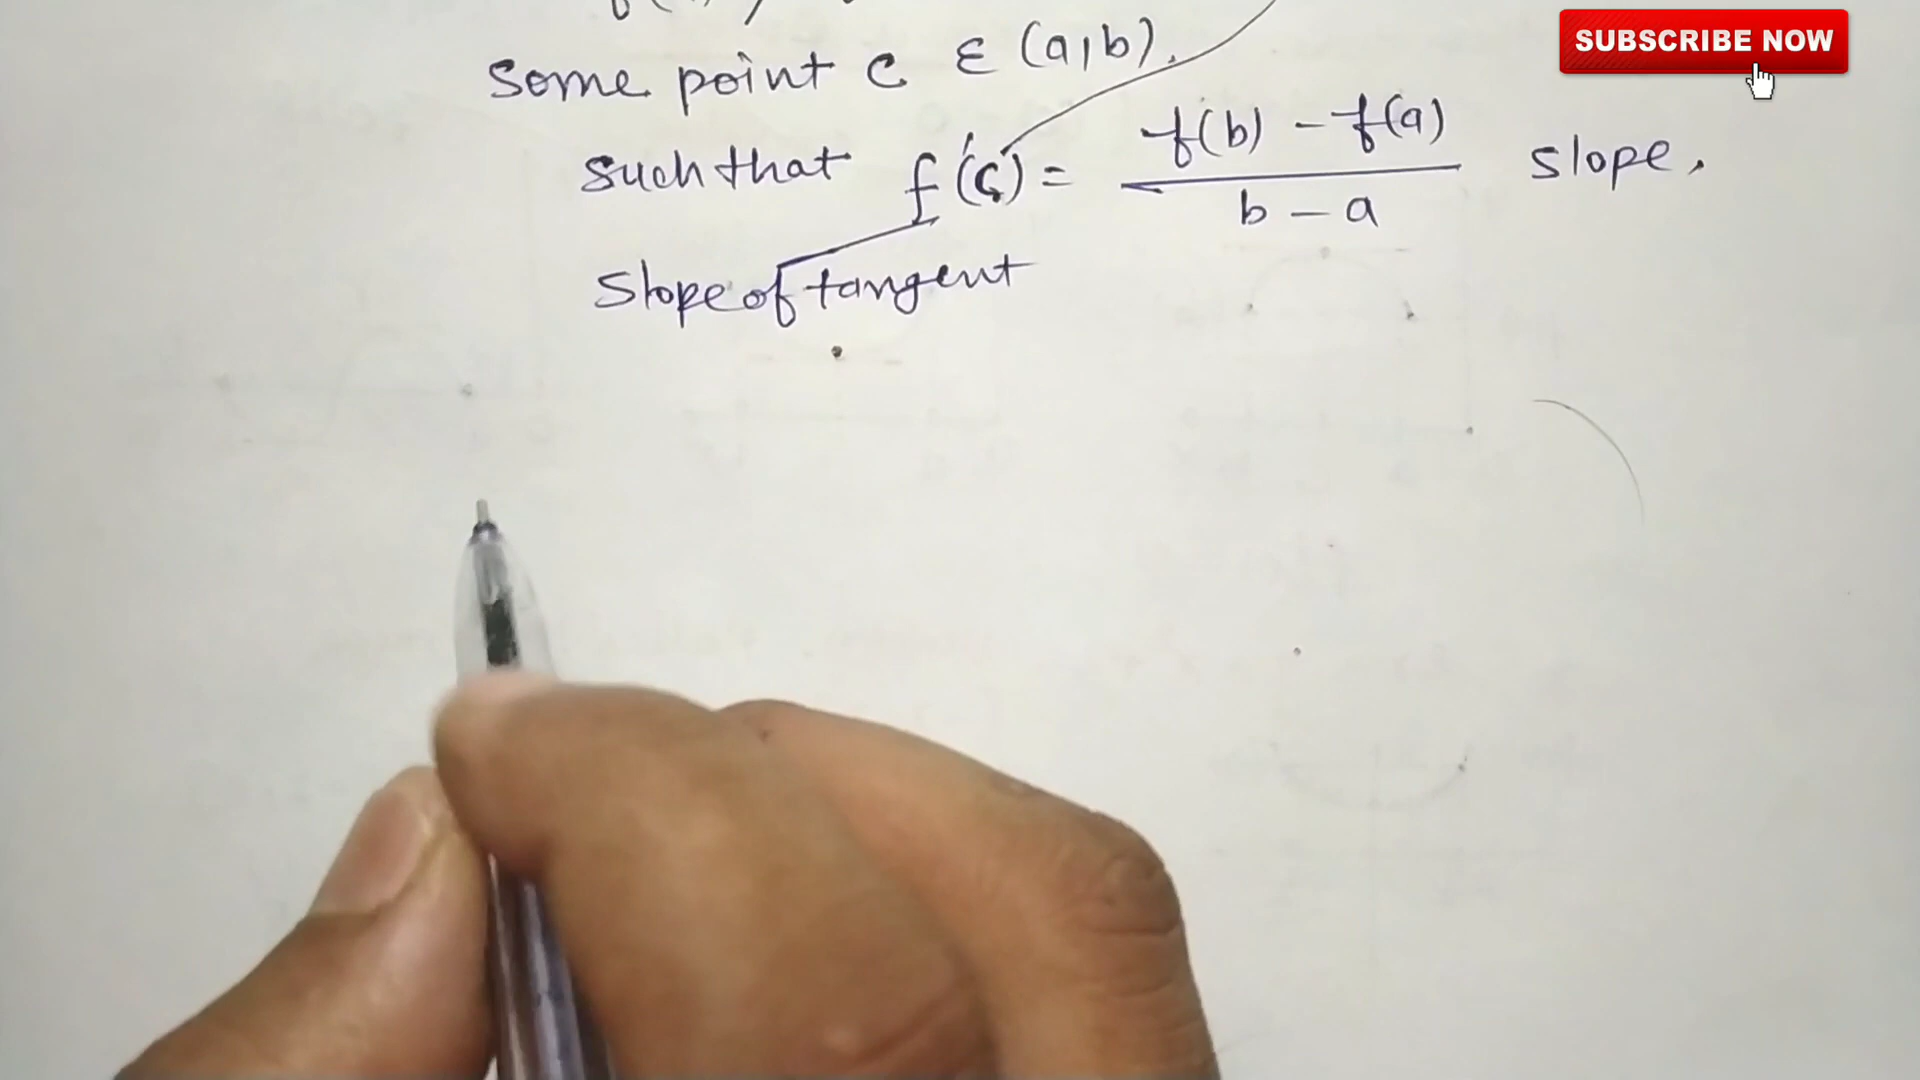 SUBSCRIBE NOW
some point c ε (a,b).
such that f'(c) = f(b) - f(a) / b - a slope.
Slope of tangent